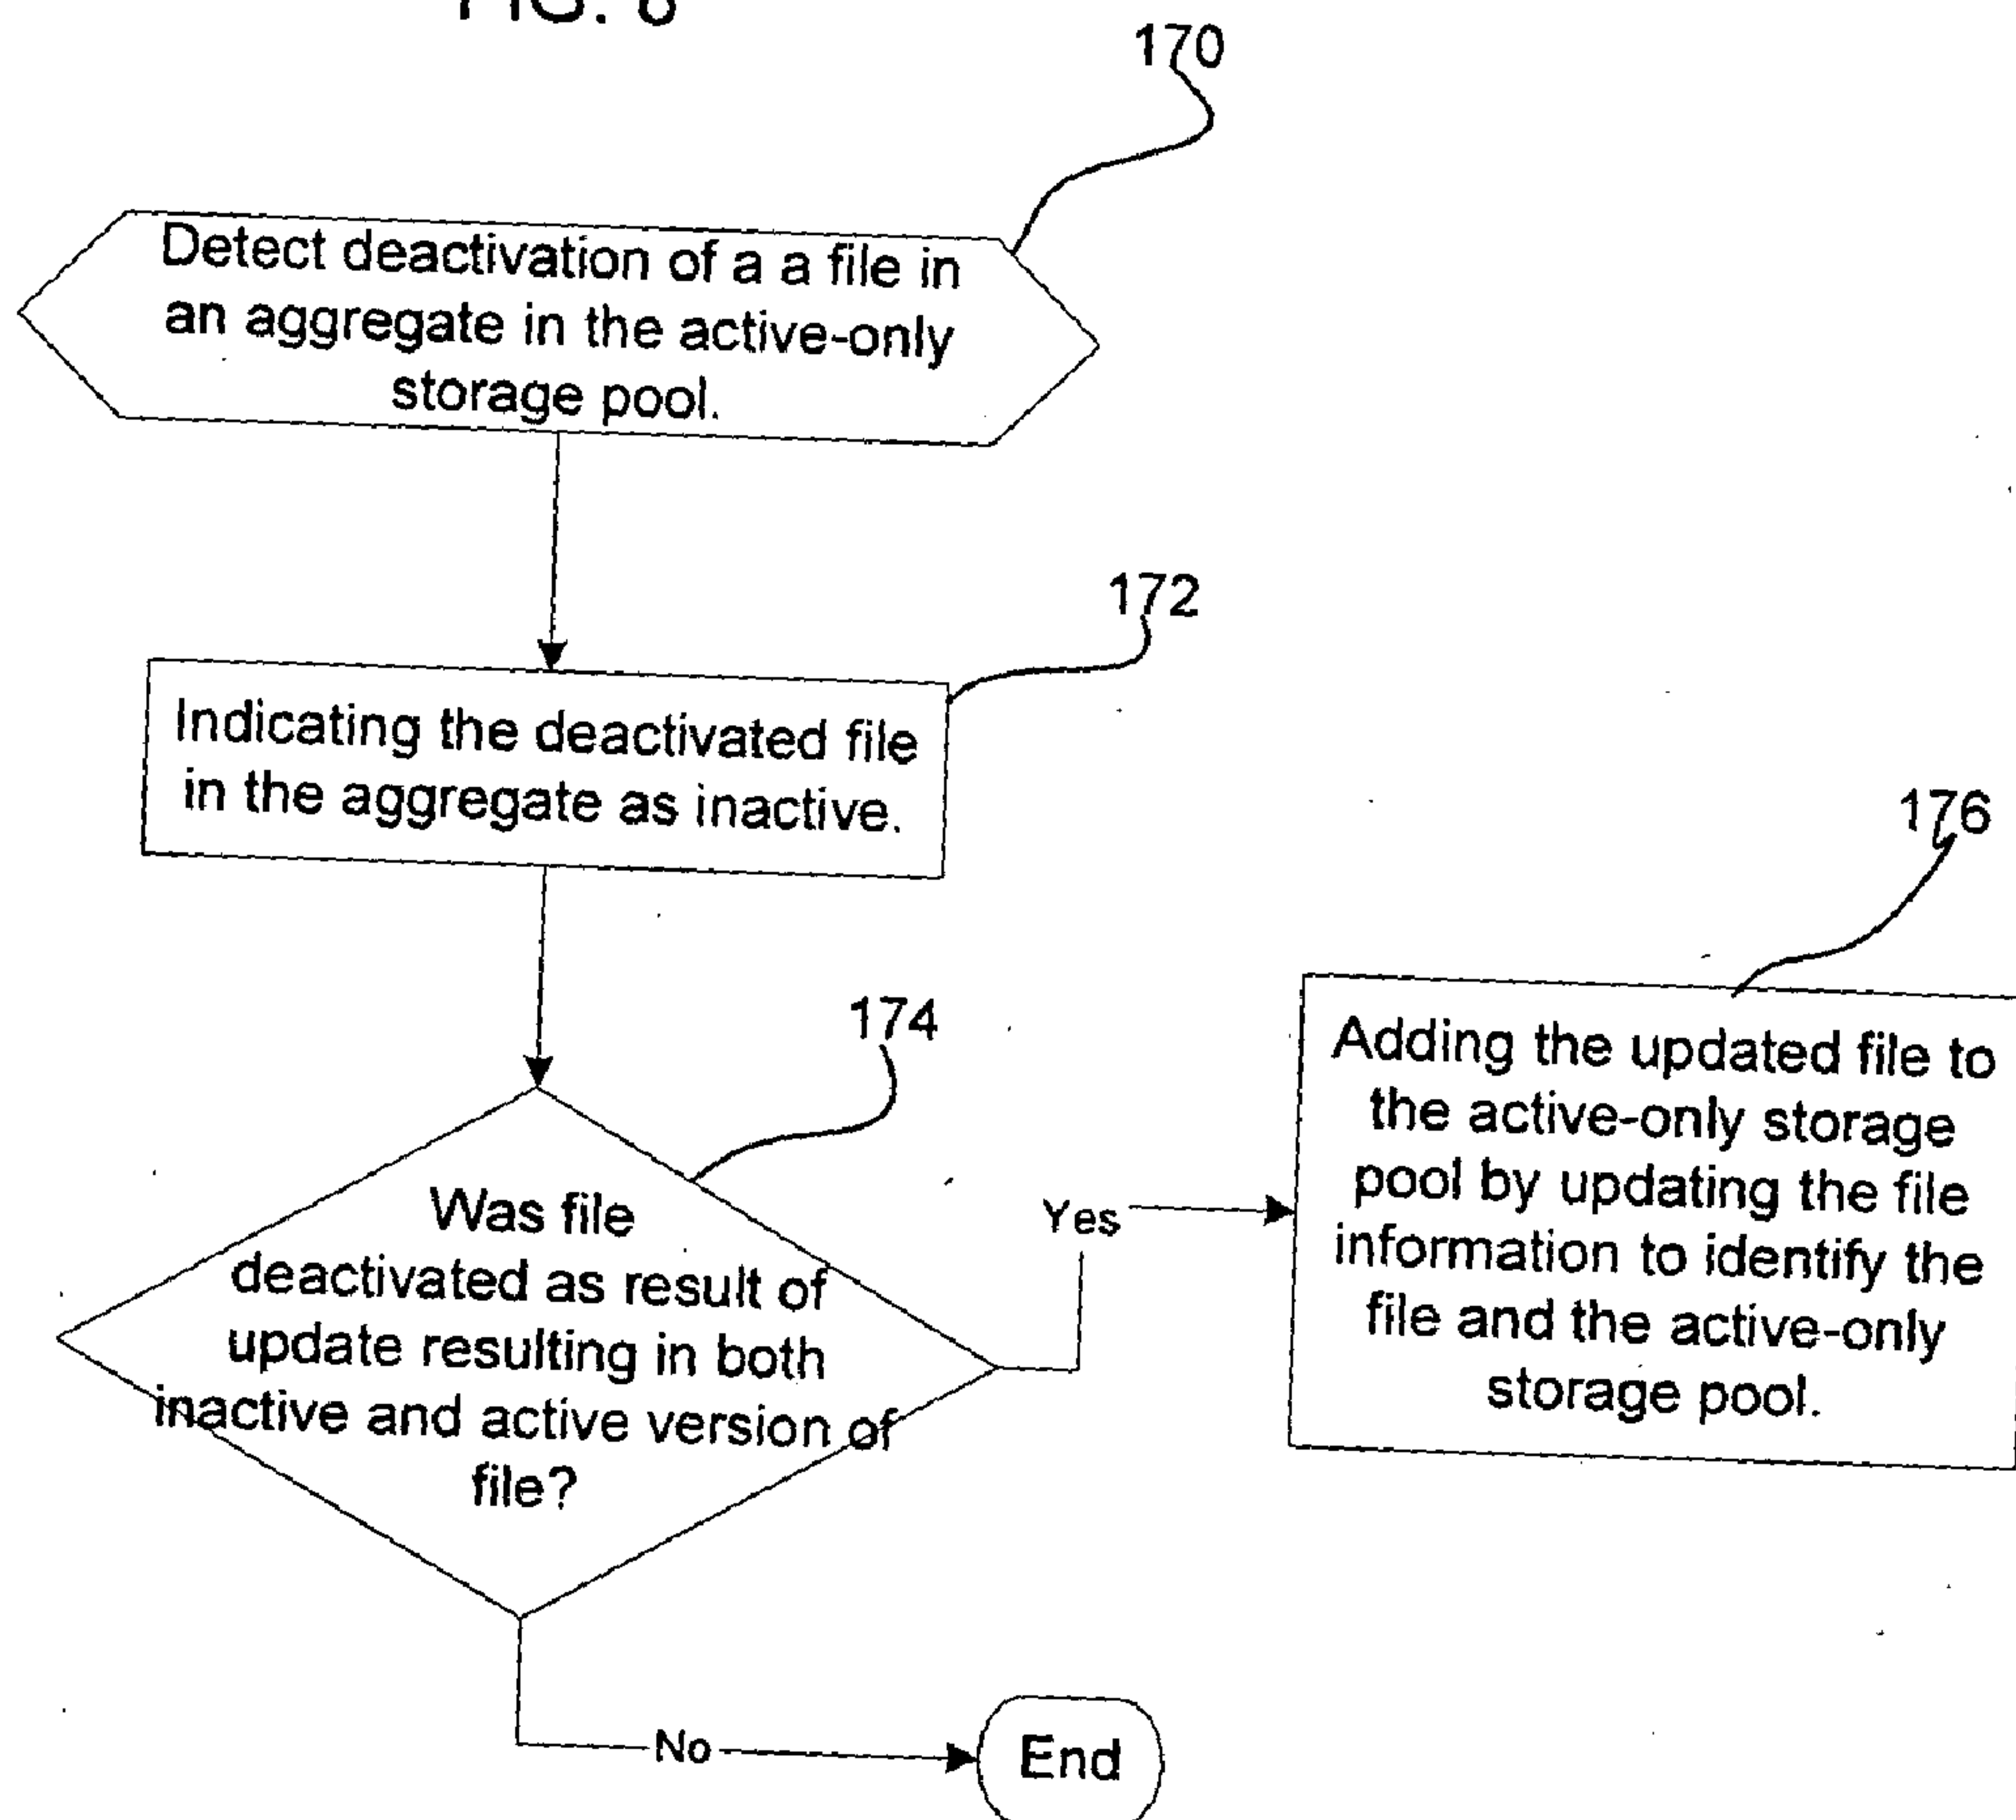 FIG.
170
Detect deactivation of a a file in
an aggregate in the active-only
storage pool.
172
Indicating the deactivated file
in the aggregate as inactive.
176
174
Adding the updated file to
the active-only storage
pool by updating the file
information to identify the
file and the active-only
storage pool.
Was file
deactivated as result of
update resulting in both
inactive and active version of
file?
Yes
No
End